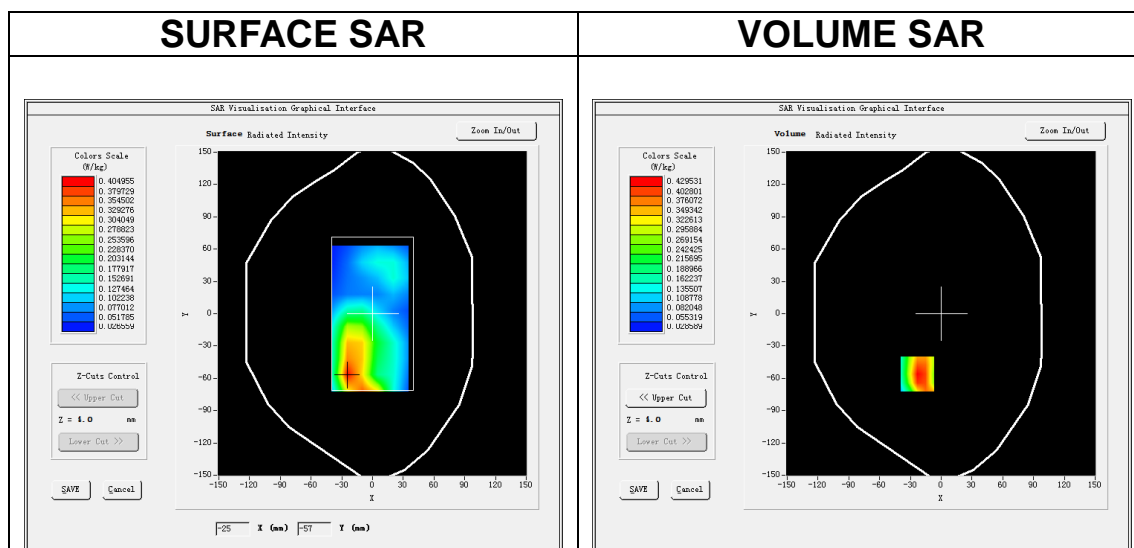 SURFACE SAR
VOLUME SAR
SAR Visualisation Graphical Interface
Surface Radiated Intensity
Zoom In/Out
Colors Scale
(W/kg)
0.404955
0.379729
0.354502
0.329276
0.304049
0.278823
0.253596
0.228370
0.203144
0.177917
0.152691
0.127464
0.102238
0.077012
0.051785
0.026559
Z-Cuts Control
<< Upper Cut
Z = 4.0 mm
Lower Cut >>
SAVE Cancel
150
120
90
60
30
0
-30
-60
-90
-120
-150
Y
-150 -120 -90 -60 -30 0 30 60 90 120 150
X
-25 X (mm) -57 Y (mm)
SAR Visualisation Graphical Interface
Volume Radiated Intensity
Zoom In/Out
Colors Scale
(W/kg)
0.429531
0.402801
0.376072
0.349342
0.322613
0.295884
0.269154
0.242425
0.215695
0.188966
0.162237
0.135507
0.108778
0.082048
0.055319
0.028589
Z-Cuts Control
<< Upper Cut
Z = 4.0 mm
Lower Cut >>
SAVE Cancel
150
120
90
60
30
0
-30
-60
-90
-120
-150
Y
-150 -120 -90 -60 -30 0 30 60 90 120 150
X